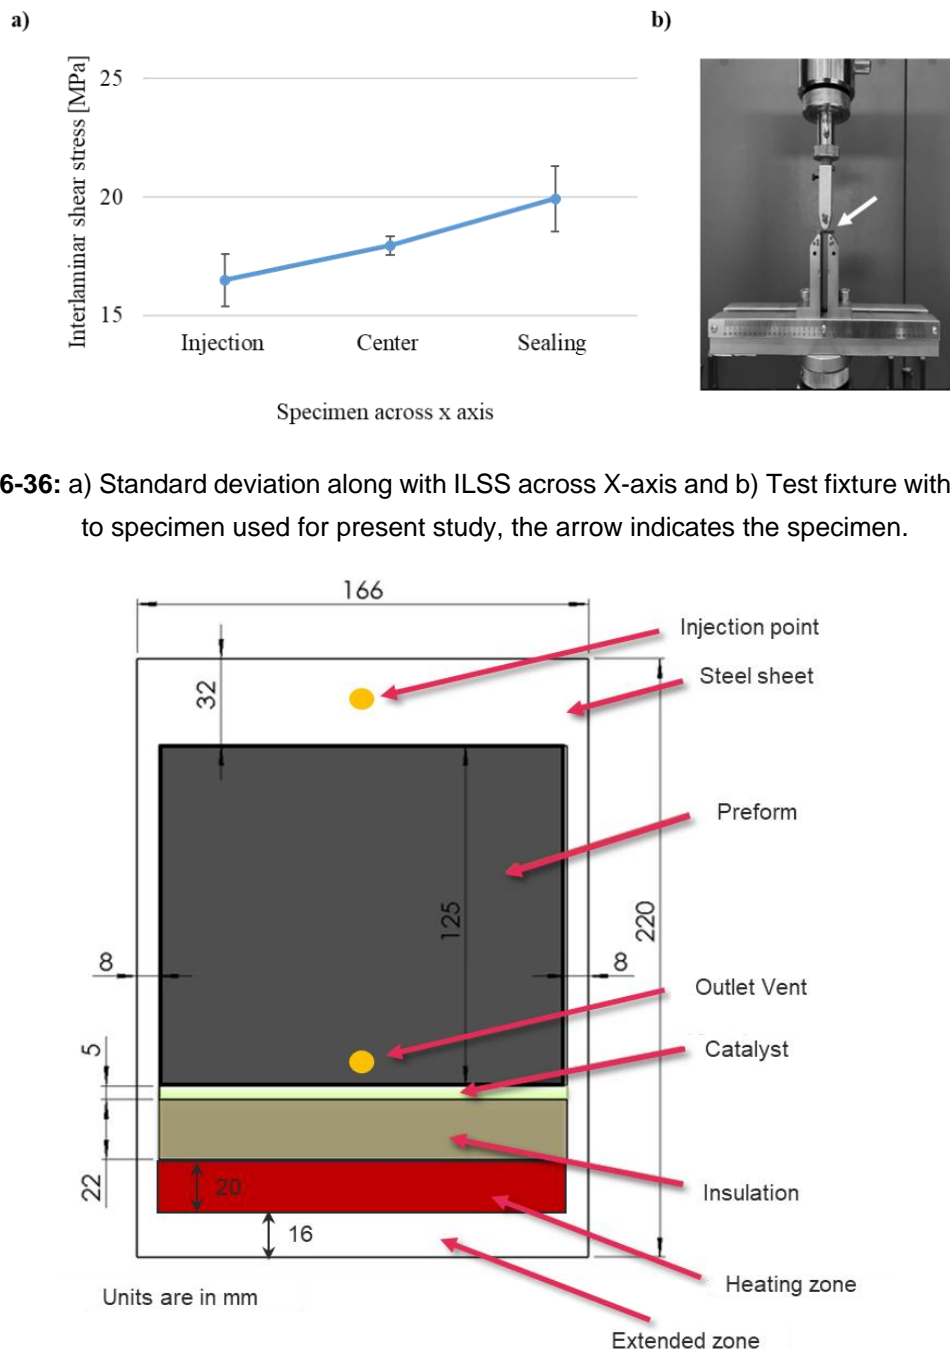 a)
b)
Interlaminar shear stress [MPa]
25
20
15
Injection
Center
Sealing
Specimen across x axis
6-36: a) Standard deviation along with ILSS across X-axis and b) Test fixture with
to specimen used for present study, the arrow indicates the specimen.
166
Injection point
Steel sheet
32
Preform
125
220
8
8
Outlet Vent
5
Catalyst
22
20
Insulation
16
Heating zone
Units are in mm
Extended zone